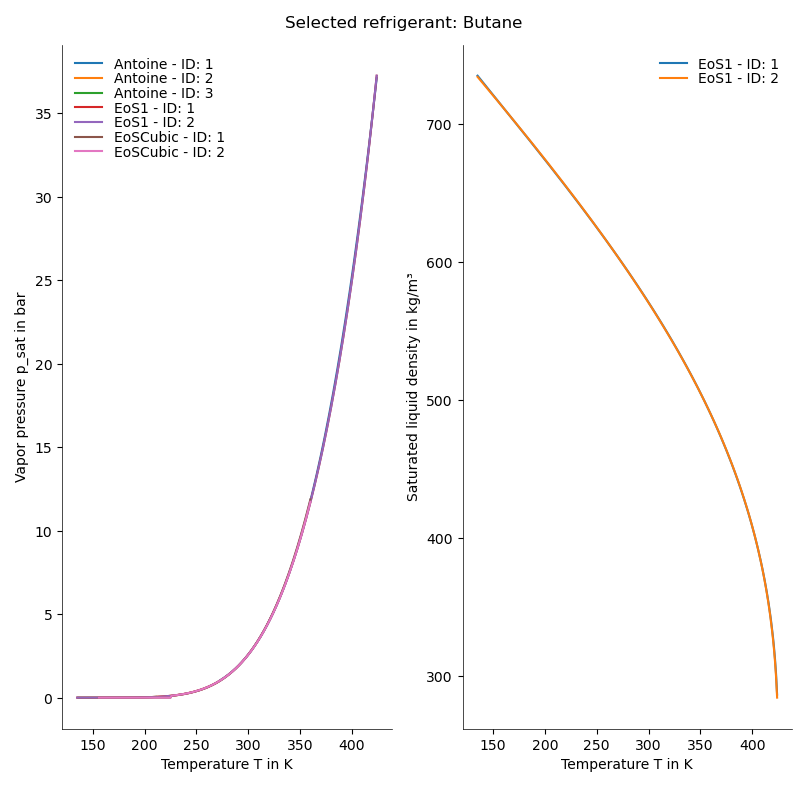 Selected refrigerant: Butane
Antoine - ID: 1
Antoine - ID: 2
Antoine - ID: 3
EoS1 - ID: 1
EoS1 - ID: 2
EoSCubic - ID: 1
EoSCubic - ID: 2
35
30
25
20
15
10
5
0
Vapor pressure p_sat in bar
150 200 250 300 350 400
Temperature T in K
EoS1 - ID: 1
EoS1 - ID: 2
700
600
500
400
300
Saturated liquid density in kg/m³
150 200 250 300 350 400
Temperature T in K